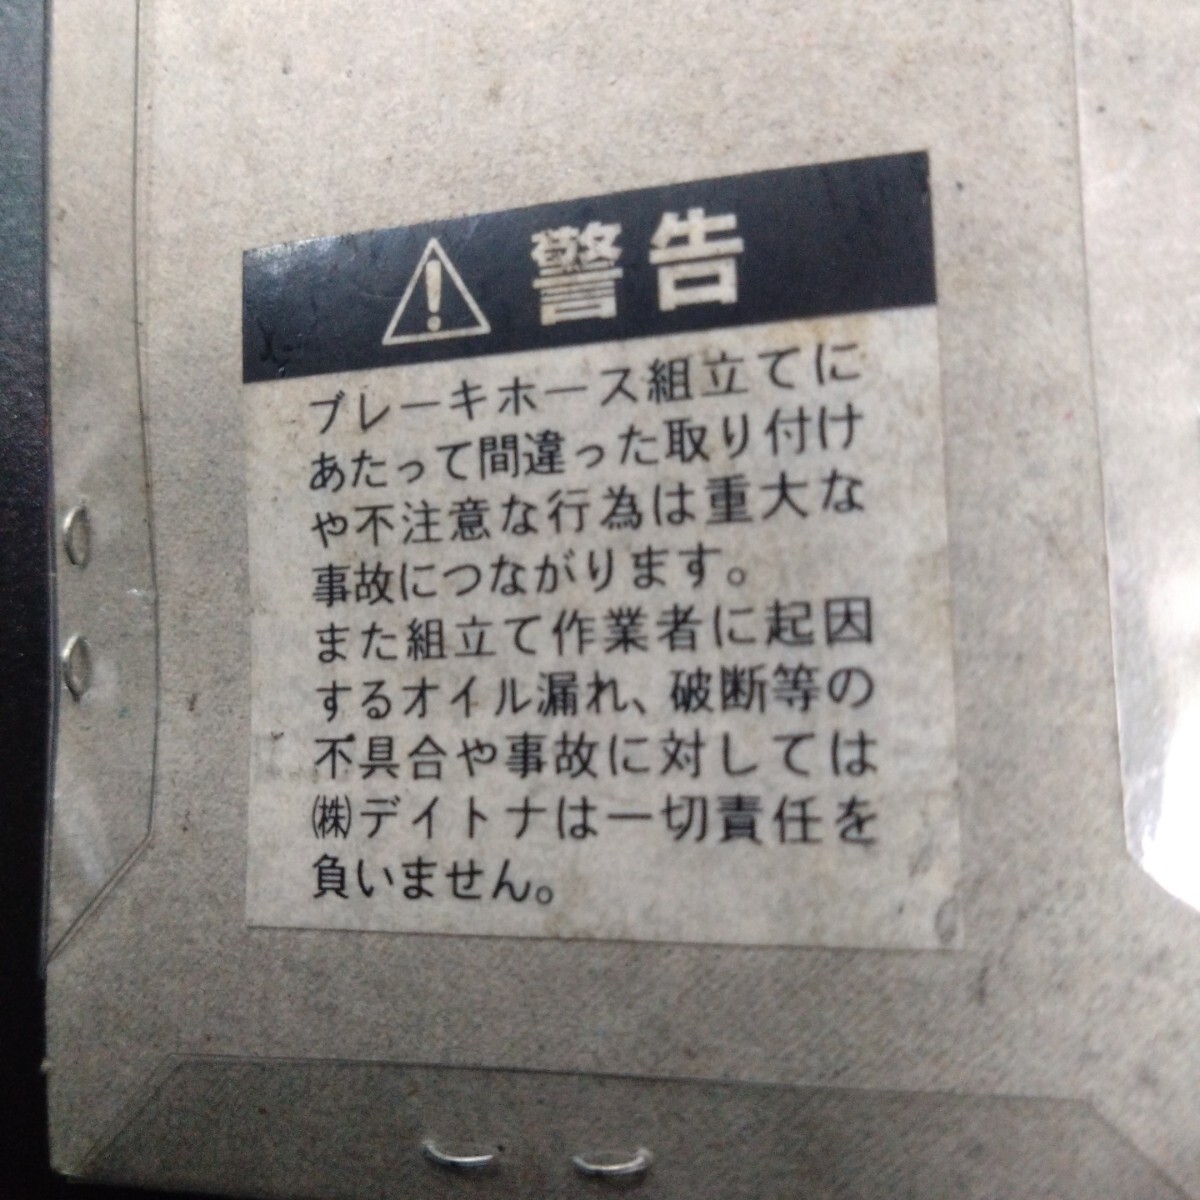 警告
ブレーキホース組立てに
あたって間違った取り付け
や不注意な行為は重大な
事故につながります。
また組立て作業者に起因
するオイル漏れ、破断等の
不具合や事故に対しては
㈱デイトナは一切責任を
負いません。